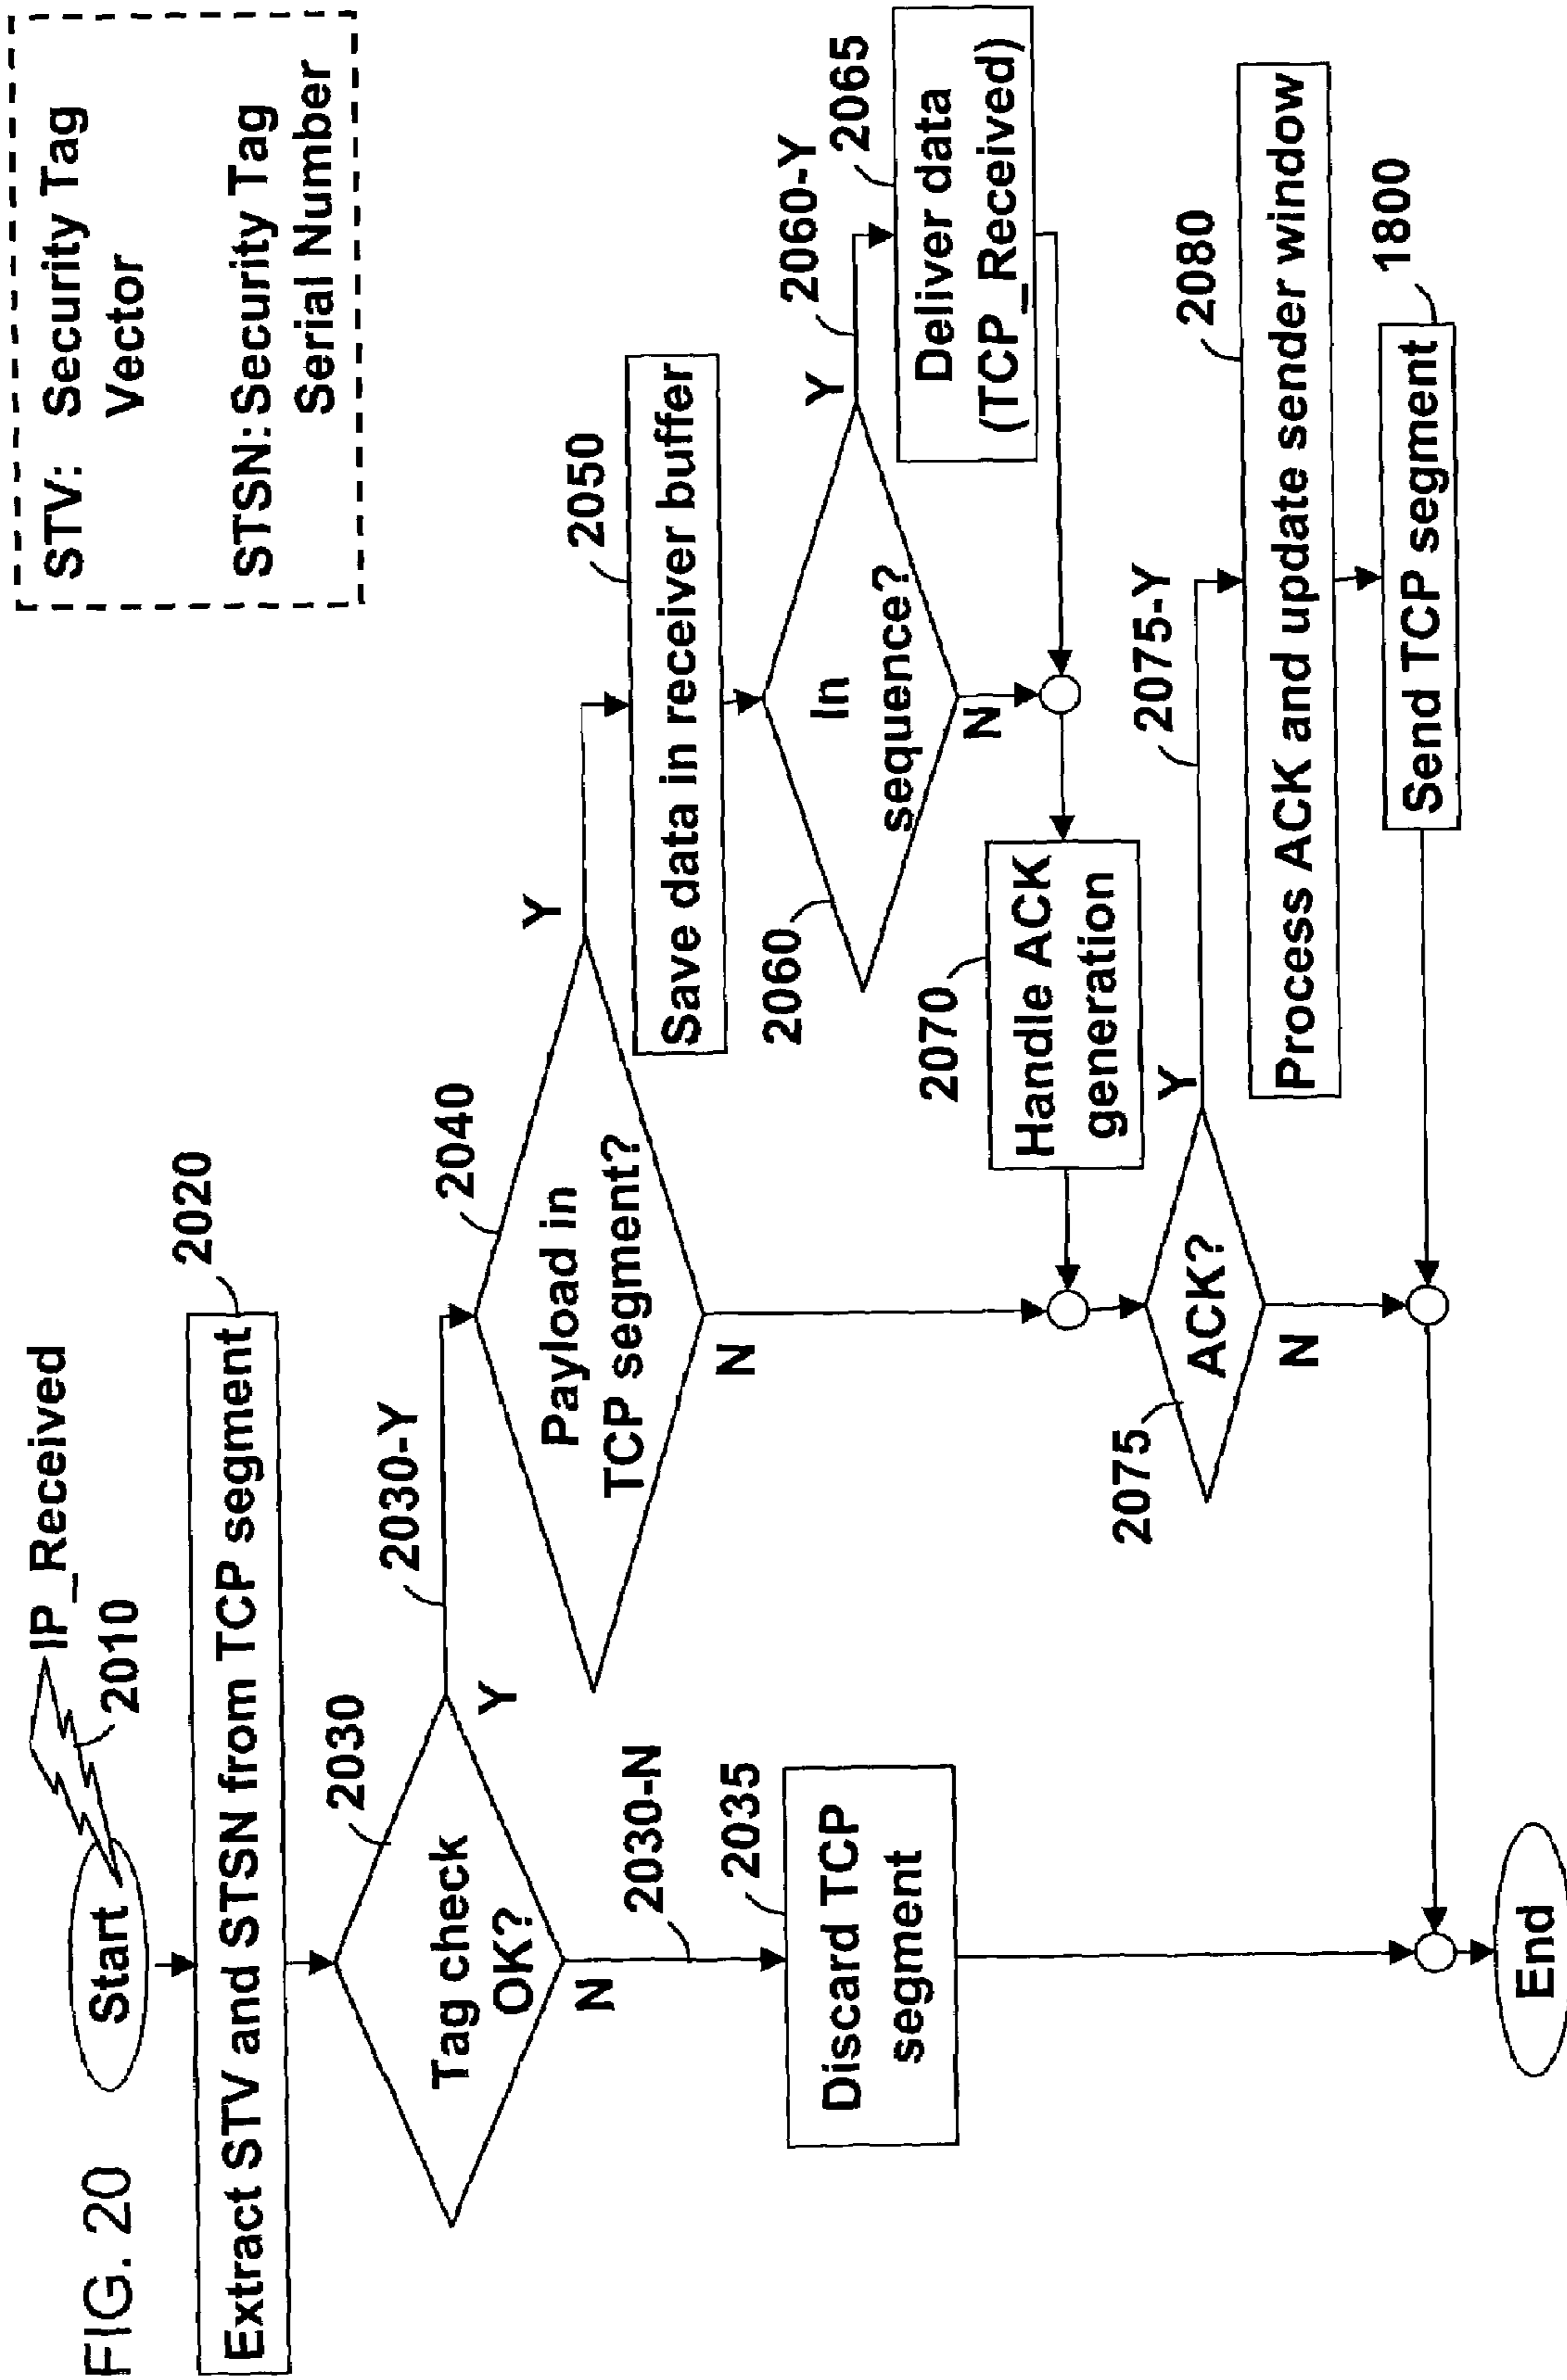 FIG. 20
Start
IP_Received
2010
STV: Security Tag
Vector
STSN:Security Tag
Serial Number
2020
Extract STV and STSN from TCP segment
2030
Tag check
OK?
Y
2030-Y
N
2030-N
2035
Discard TCP
segment
2040
Payload in
TCP segment?
Y
N
2050
Save data in receiver buffer
2060
In
sequence?
Y
2060-Y
N
2065
Deliver data
(TCP_Received)
2070
Handle ACK
generation
2075
ACK?
Y
2075-Y
N
2080
Process ACK and update sender window
1800
Send TCP segment
End